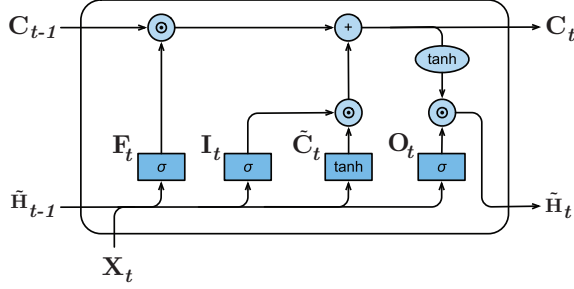 C_{t-1} + C_t
tanh
F_t I_t C̃_t O_t
σ σ tanh σ
H̃_{t-1} H̃_t
X_t